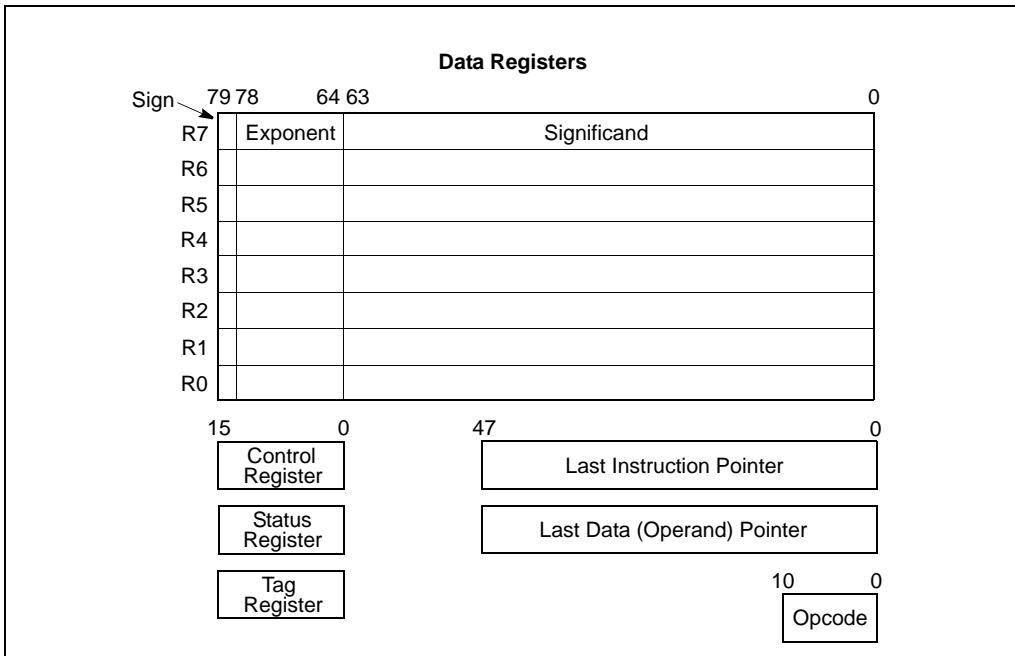 Data Registers
Sign 79 78 64 63 0
R7 Exponent Significand
R6
R5
R4
R3
R2
R1
R0
15 0 47 0
Control
Register
Last Instruction Pointer
Status
Register
Last Data (Operand) Pointer
10 0
Tag
Register
Opcode